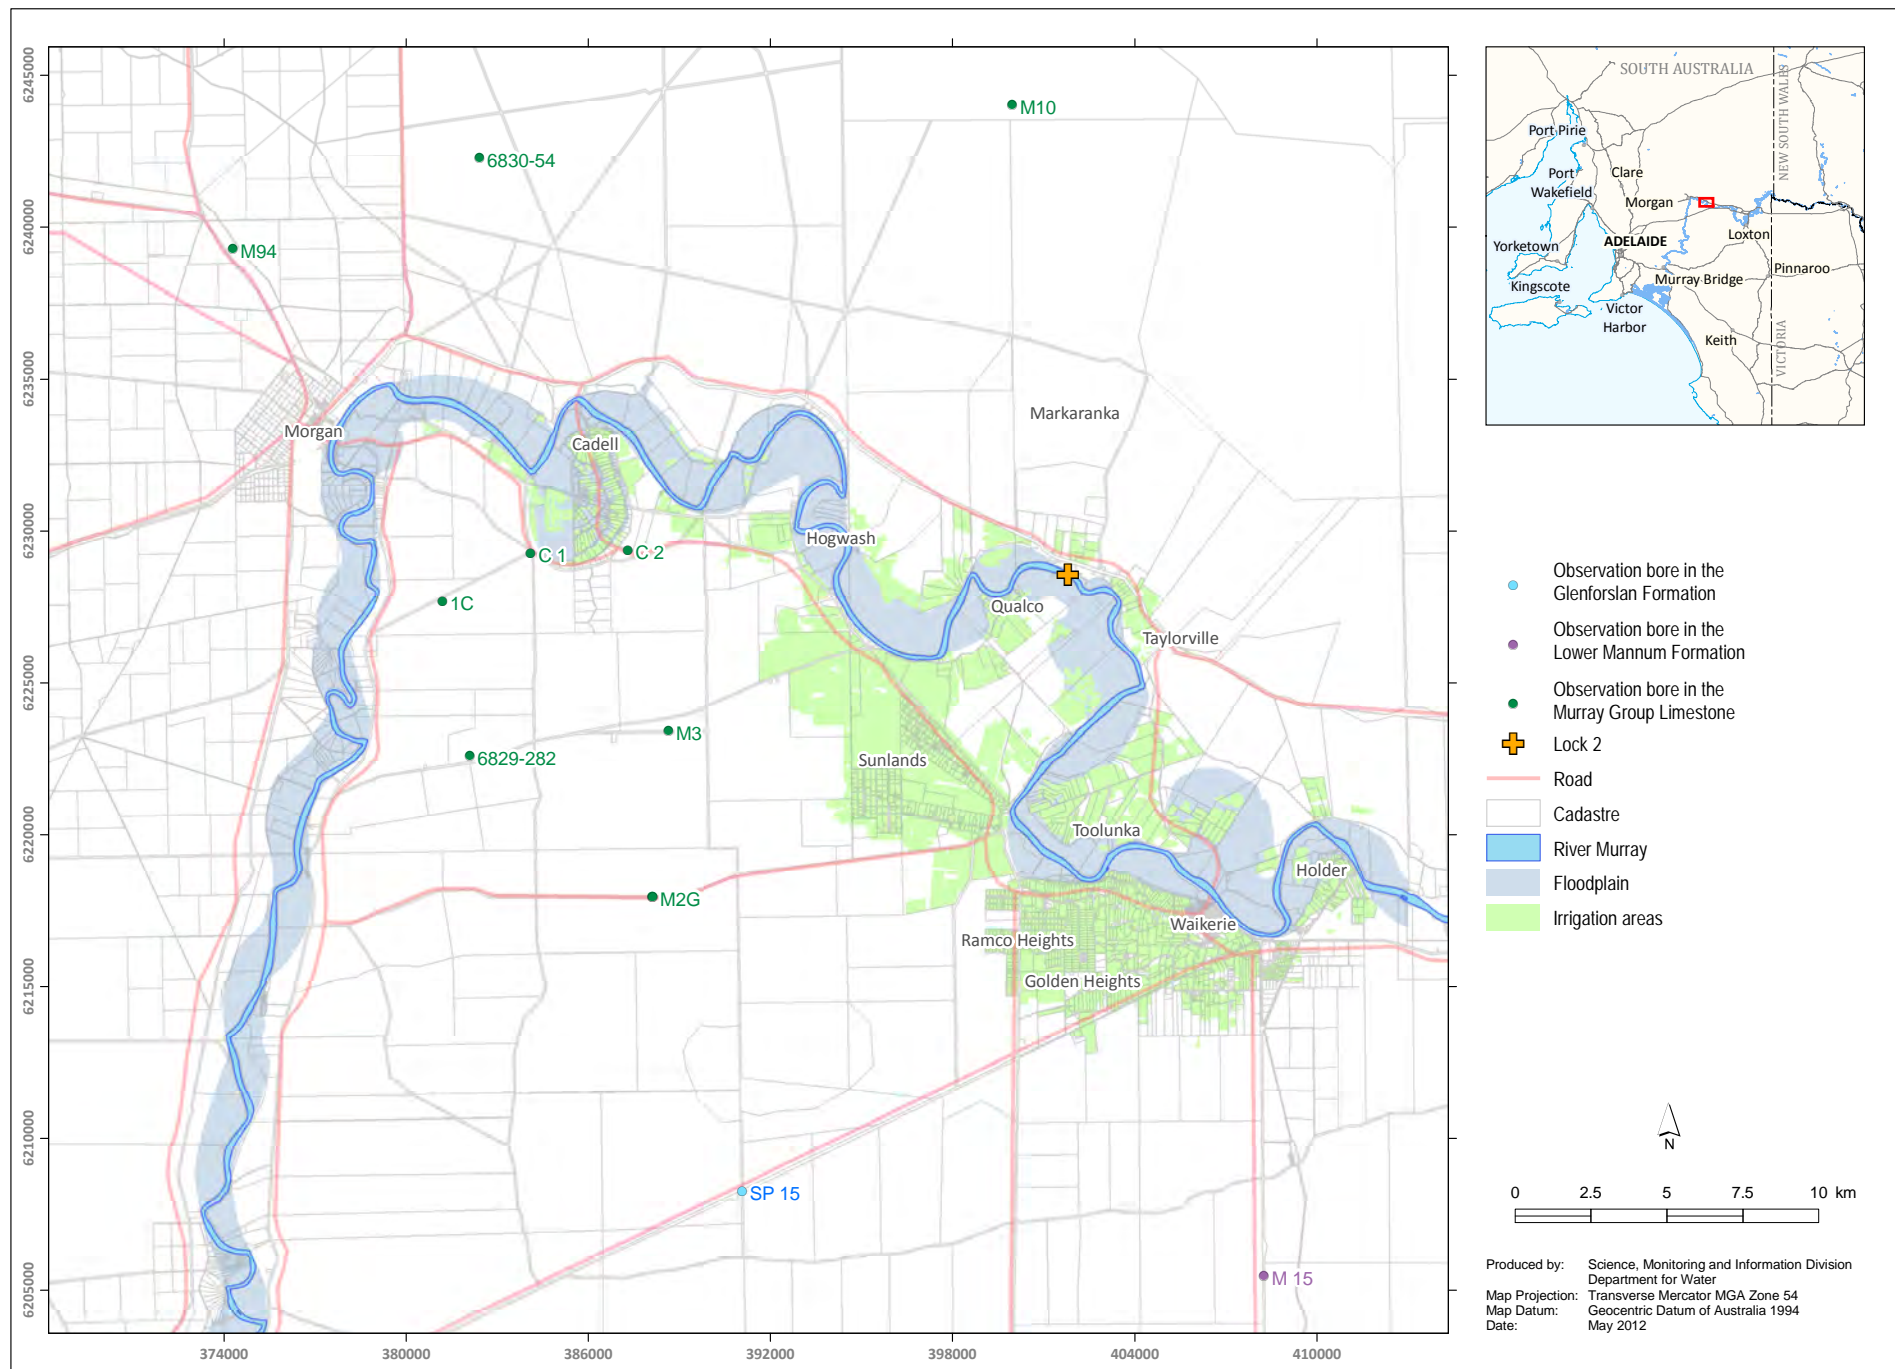 6245000
6240000
6235000
6230000
6225000
6220000
6215000
6210000
6205000
374000
380000
386000
392000
398000
404000
410000
M10
6830-54
M94
Markaranka
Morgan
Cadell
Hogwash
C 1
C 2
1C
Qualco
Taylorville
M3
6829-282
Sunlands
Toolunka
Holder
M2G
Waikerie
Ramco Heights
Golden Heights
SP 15
M 15
SOUTH AUSTRALIA
NEW SOUTH WALES
VICTORIA
Port Pirie
Port
Wakefield
Clare
Morgan
Loxton
Yorketown
ADELAIDE
Pinnaroo
Kingscote
Murray Bridge
Victor
Harbor
Keith
Observation bore in the
Glenforslan Formation
Observation bore in the
Lower Mannum Formation
Observation bore in the
Murray Group Limestone
Lock 2
Road
Cadastre
River Murray
Floodplain
Irrigation areas
N
0 2.5 5 7.5 10 km
Produced by: Science, Monitoring and Information Division
Department for Water
Map Projection: Transverse Mercator MGA Zone 54
Map Datum: Geocentric Datum of Australia 1994
Date: May 2012